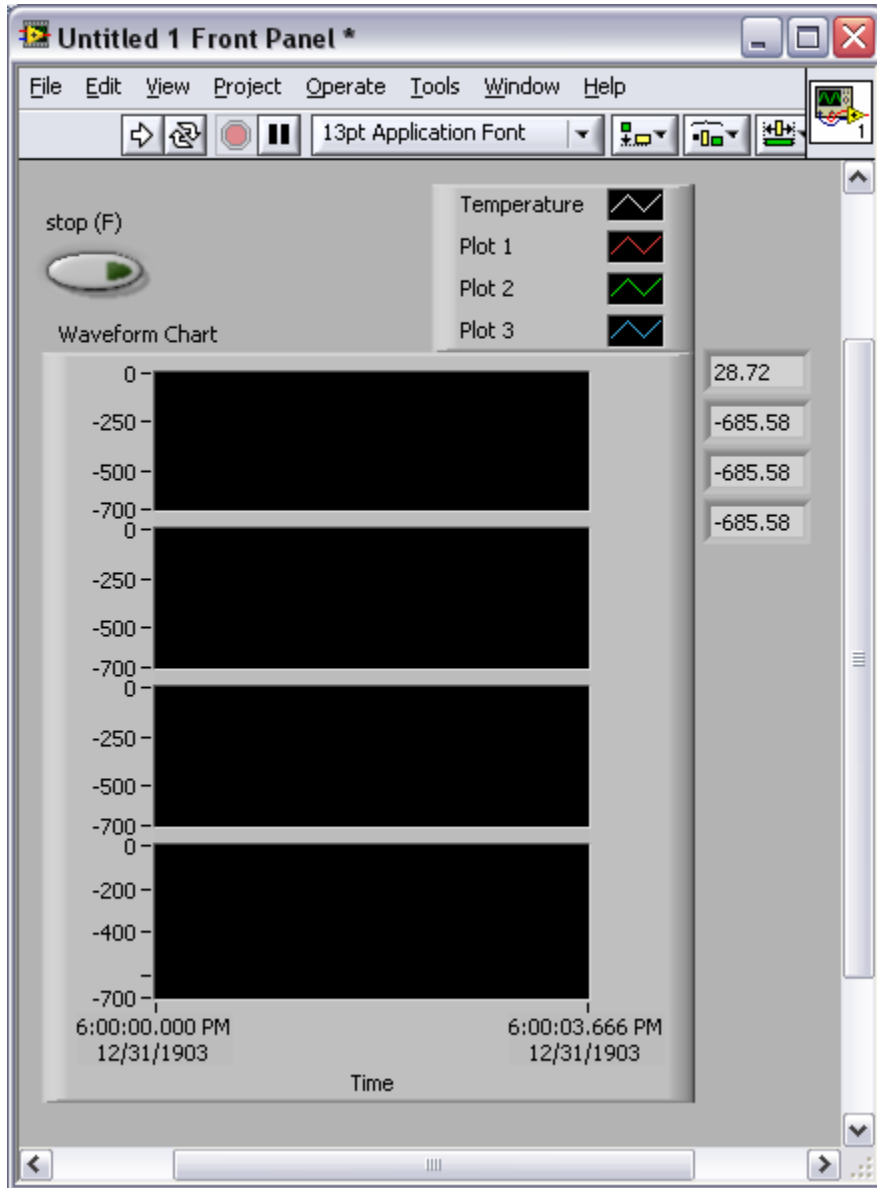 Untitled 1 Front Panel *
File Edit View Project Operate Tools Window Help
13pt Application Font
1
stop (F)
Temperature
Plot 1
Plot 2
Plot 3
Waveform Chart
0
-250
-500
-700
0
-250
-500
-700
0
-250
-500
-700
0
-200
-400
-700
28.72
-685.58
-685.58
-685.58
6:00:00.000 PM
12/31/1903
6:00:03.666 PM
12/31/1903
Time